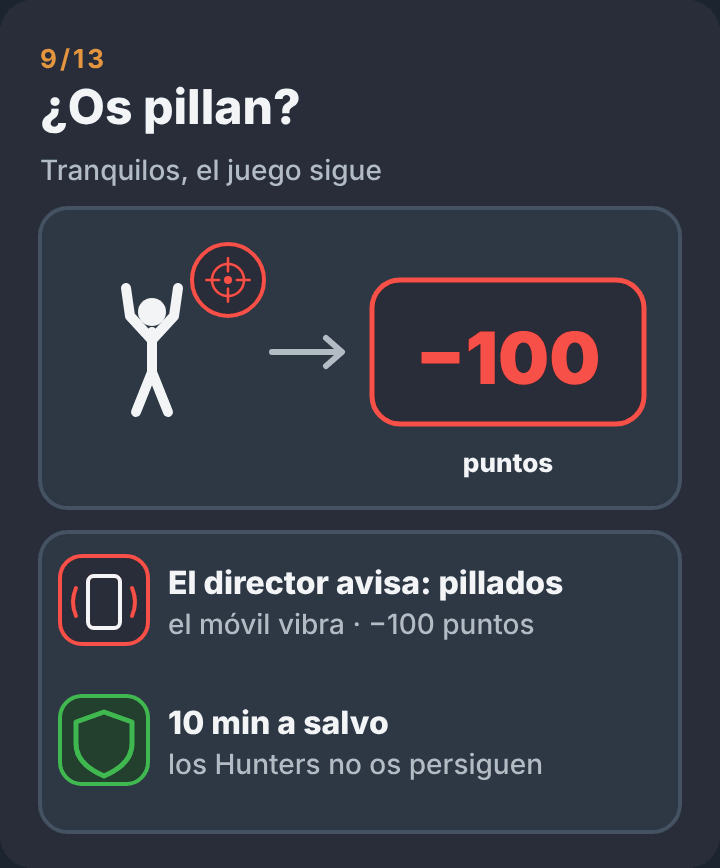 9/13
¿Os pillan?
Tranquilos, el juego sigue
−100
puntos
El director avisa: pillados
el móvil vibra · −100 puntos
10 min a salvo
los Hunters no os persiguen